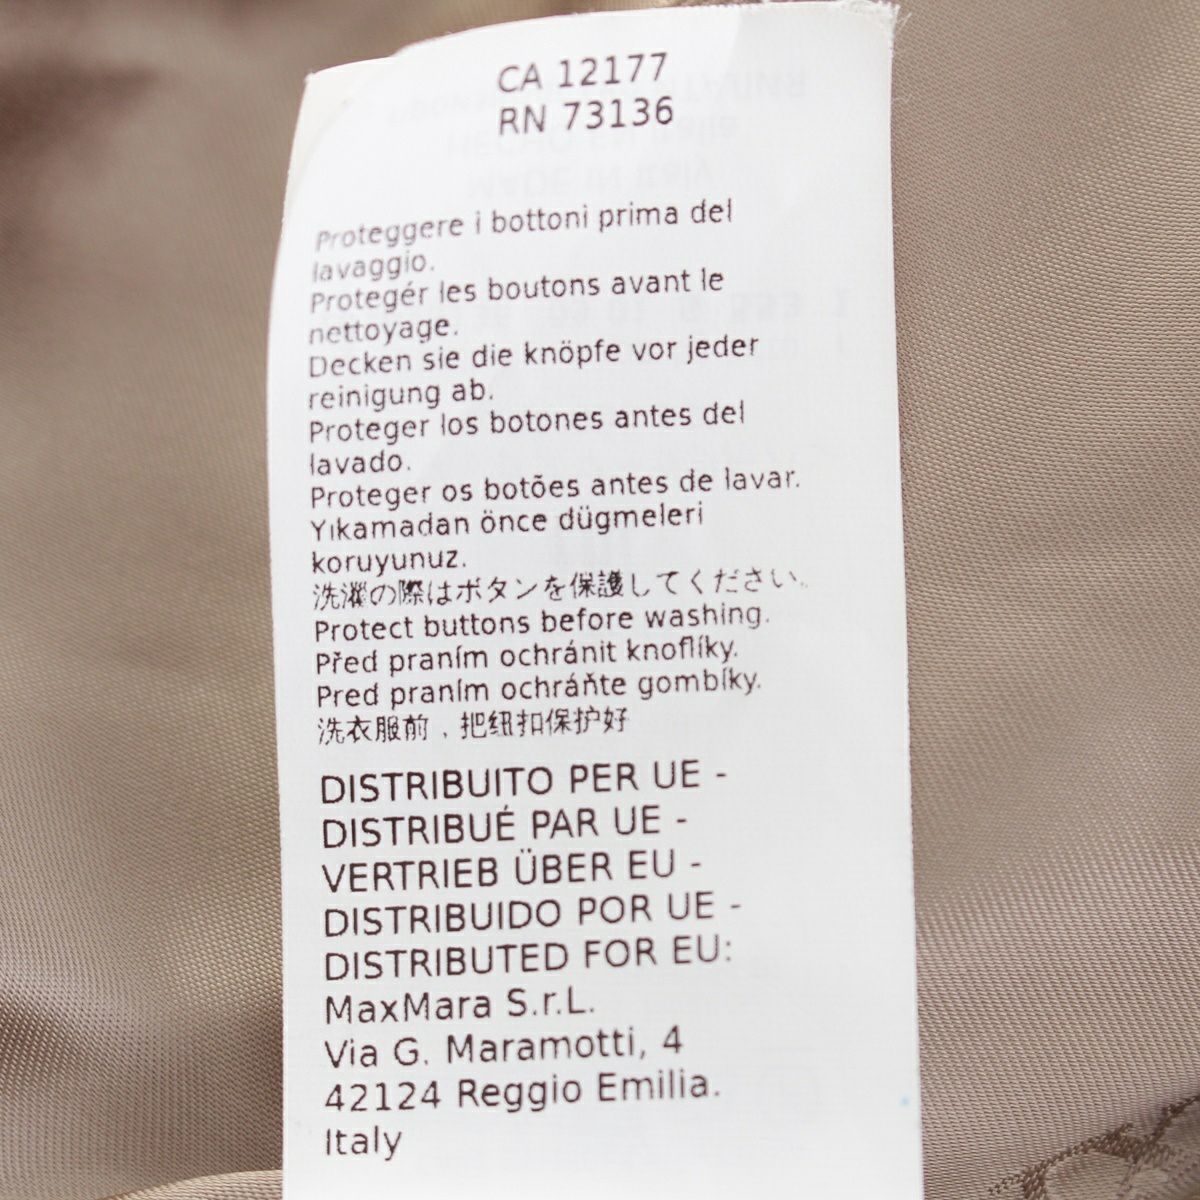 CA 12177
RN 73136
Proteggere i bottoni prima del
lavaggio.
Protegér les boutons avant le
nettoyage.
Decken sie die knöpfe vor jeder
reinigung ab.
Proteger los botones antes del
lavado.
Proteger os botões antes de lavar.
Yıkamadan önce dügmeleri
koruyunuz.
洗濯の際はボタンを保護してください。
Protect buttons before washing.
Před praním ochránit knoflíky.
Pred praním ochráňte gombíky.
洗衣服前，把纽扣保护好
DISTRIBUITO PER UE -
DISTRIBUÉ PAR UE -
VERTRIEB ÜBER EU -
DISTRIBUIDO POR UE -
DISTRIBUTED FOR EU:
MaxMara S.r.L.
Via G. Maramotti, 4
42124 Reggio Emilia.
Italy